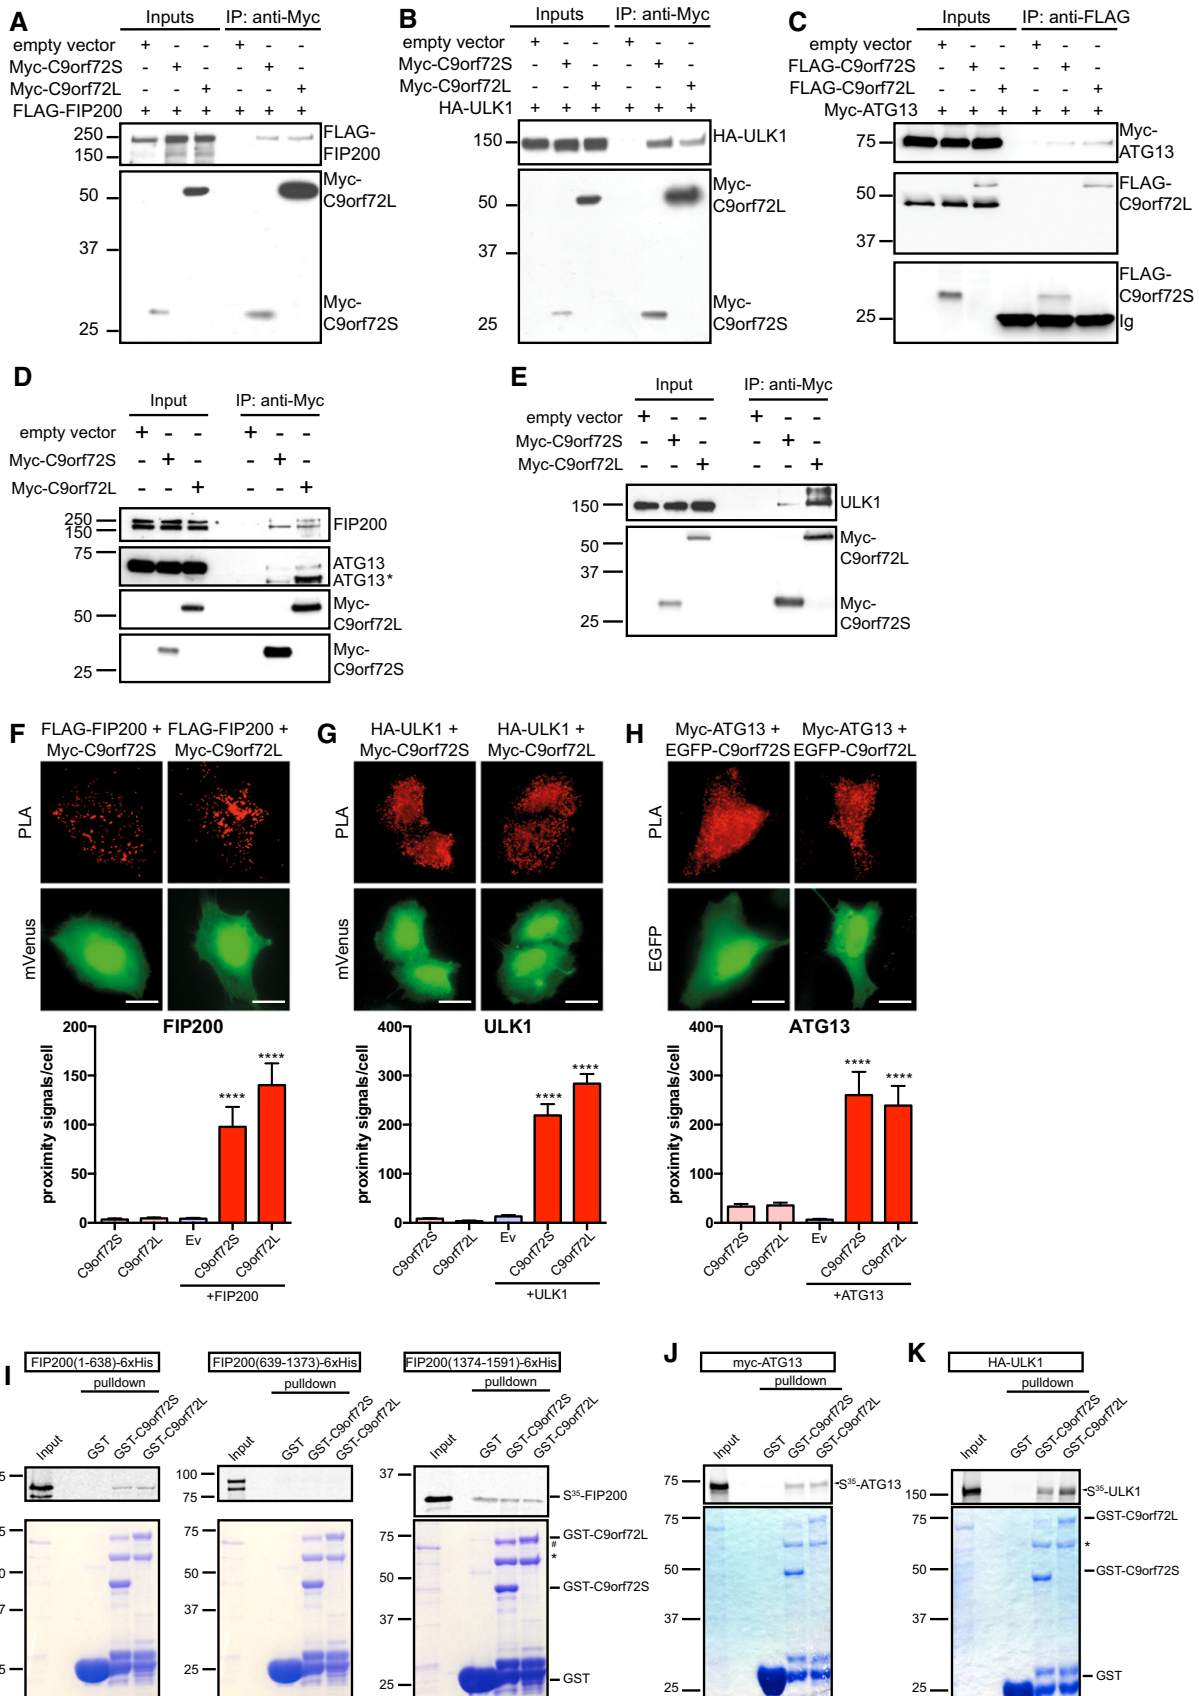 A
Inputs IP: anti-Myc
empty vector + - - + - -
Myc-C9orf72S - + - - + -
Myc-C9orf72L - - + - - +
FLAG-FIP200 + + + + + +
250
150
FLAG-
FIP200
50
37
25
Myc-
C9orf72L
Myc-
C9orf72S
B
Inputs IP: anti-Myc
empty vector + - - + - -
Myc-C9orf72S - + - - + -
Myc-C9orf72L - - + - - +
HA-ULK1 + + + + + +
150
HA-ULK1
50
37
25
Myc-
C9orf72L
Myc-
C9orf72S
C
Inputs IP: anti-FLAG
empty vector + - - + - -
FLAG-C9orf72S - + - - + -
FLAG-C9orf72L - - + - - +
Myc-ATG13 + + + + + +
75
Myc-
ATG13
50
37
FLAG-
C9orf72L
25
FLAG-
C9orf72S
Ig
D
Input IP: anti-Myc
empty vector + - - + - -
Myc-C9orf72S - + - - + -
Myc-C9orf72L - - + - - +
250
150
FIP200
75
ATG13
ATG13*
50
Myc-
C9orf72L
25
Myc-
C9orf72S
E
Input IP: anti-Myc
empty vector + - - + - -
Myc-C9orf72S - + - - + -
Myc-C9orf72L - - + - - +
150
ULK1
50
37
25
Myc-
C9orf72L
Myc-
C9orf72S
F
FLAG-FIP200 +
Myc-C9orf72S
FLAG-FIP200 +
Myc-C9orf72L
PLA
mVenus
FIP200
proximity signals/cell
200
150
100
50
0
**** ****
C9orf72S C9orf72L Ev C9orf72S C9orf72L
+FIP200
G
HA-ULK1 +
Myc-C9orf72S
HA-ULK1 +
Myc-C9orf72L
PLA
mVenus
ULK1
proximity signals/cell
400
300
200
100
0
**** ****
C9orf72S C9orf72L Ev C9orf72S C9orf72L
+ULK1
H
Myc-ATG13 +
EGFP-C9orf72S
Myc-ATG13 +
EGFP-C9orf72L
PLA
EGFP
ATG13
proximity signals/cell
400
300
200
100
0
**** ****
C9orf72S C9orf72L Ev C9orf72S C9orf72L
+ATG13
I
FIP200(1-638)-6xHis
pulldown
Input GST GST-C9orf72S GST-C9orf72L
5
5
0
7
5
FIP200(639-1373)-6xHis
pulldown
Input GST GST-C9orf72S GST-C9orf72L
100
75
75
50
37
25
FIP200(1374-1591)-6xHis
pulldown
Input GST GST-C9orf72S GST-C9orf72L
37
S35-FIP200
75
50
37
25
GST-C9orf72L
#
*
GST-C9orf72S
GST
J
myc-ATG13
pulldown
Input GST GST-C9orf72S GST-C9orf72L
75
S35-ATG13
75
50
37
25
K
HA-ULK1
pulldown
Input GST GST-C9orf72S GST-C9orf72L
150
S35-ULK1
75
50
37
25
GST-C9orf72L
*
GST-C9orf72S
GST